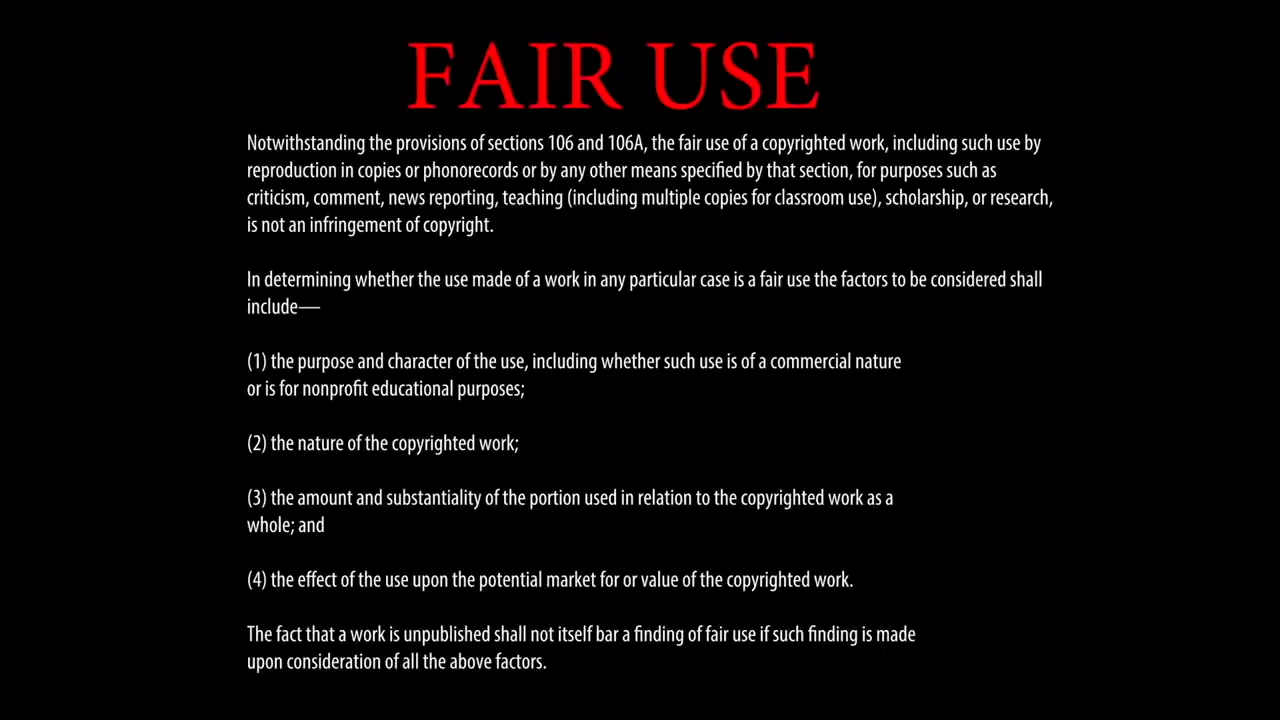 FAIR USE
Notwithstanding the provisions of sections 106 and 106A, the fair use of a copyrighted work, including such use by
reproduction in copies or phonorecords or by any other means specified by that section, for purposes such as
criticism, comment, news reporting, teaching (including multiple copies for classroom use), scholarship, or research,
is not an infringement of copyright.
In determining whether the use made of a work in any particular case is a fair use the factors to be considered shall
include—
(1) the purpose and character of the use, including whether such use is of a commercial nature
or is for nonprofit educational purposes;
(2) the nature of the copyrighted work;
(3) the amount and substantiality of the portion used in relation to the copyrighted work as a
whole; and
(4) the effect of the use upon the potential market for or value of the copyrighted work.
The fact that a work is unpublished shall not itself bar a finding of fair use if such finding is made
upon consideration of all the above factors.